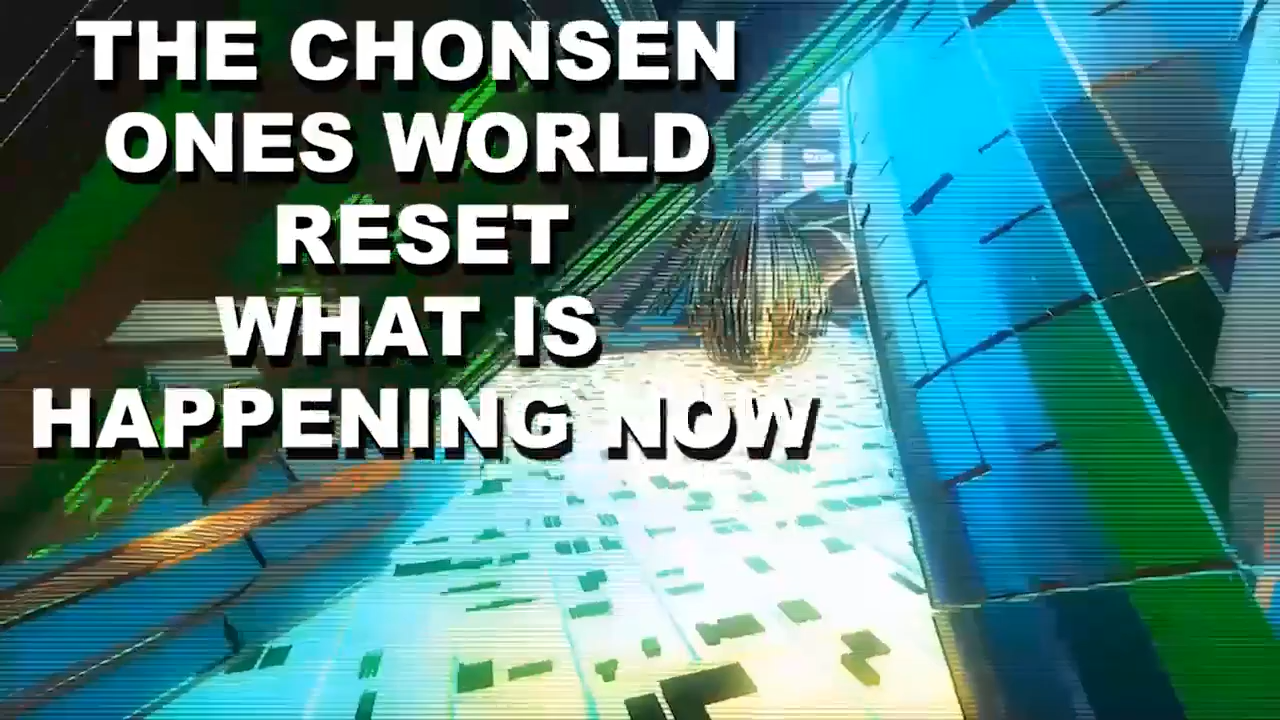 THE CHONSEN
ONES WORLD
RESET
WHAT IS
HAPPENING NOW